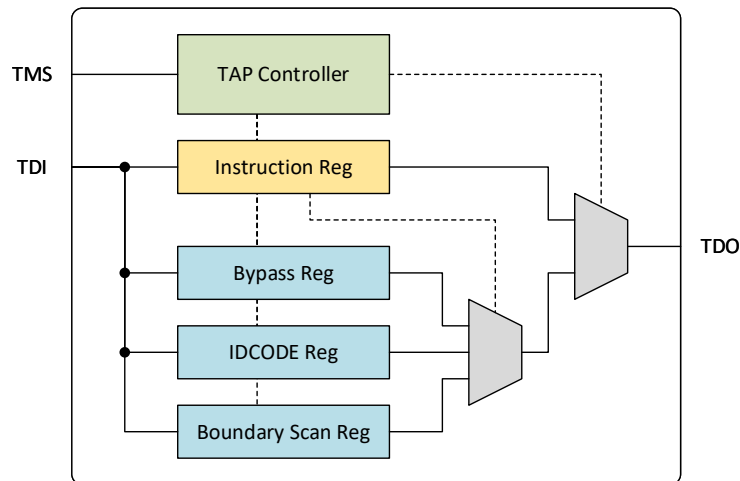 TMS
TAP Controller
TDI
Instruction Reg
TDO
Bypass Reg
IDCODE Reg
Boundary Scan Reg